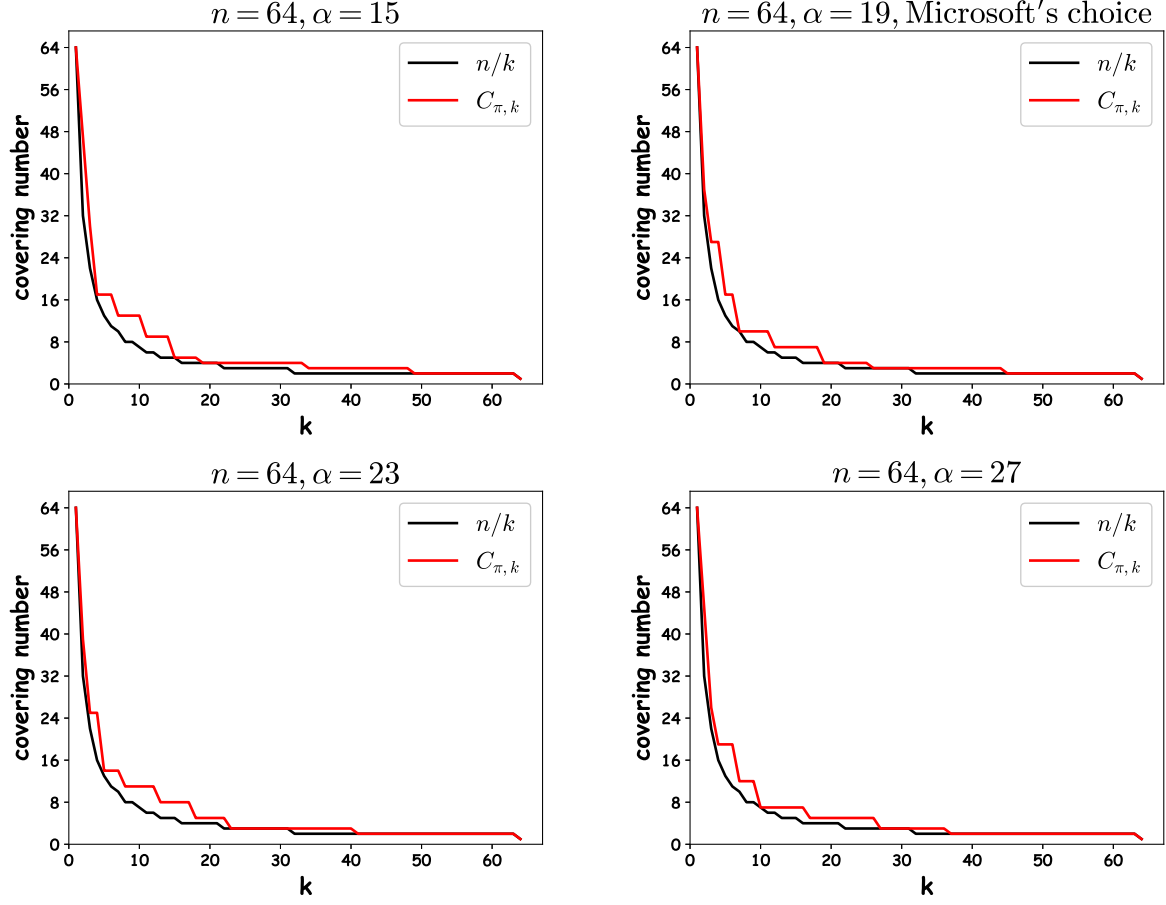 n = 64, α = 15
64
56
48
40
32
24
16
8
0
covering number
n/k
C_{π, k}
0 10 20 30 40 50 60
k
n = 64, α = 19, Microsoft′s choice
64
56
48
40
32
24
16
8
0
covering number
n/k
C_{π, k}
0 10 20 30 40 50 60
k
n = 64, α = 23
64
56
48
40
32
24
16
8
0
covering number
n/k
C_{π, k}
0 10 20 30 40 50 60
k
n = 64, α = 27
64
56
48
40
32
24
16
8
0
covering number
n/k
C_{π, k}
0 10 20 30 40 50 60
k